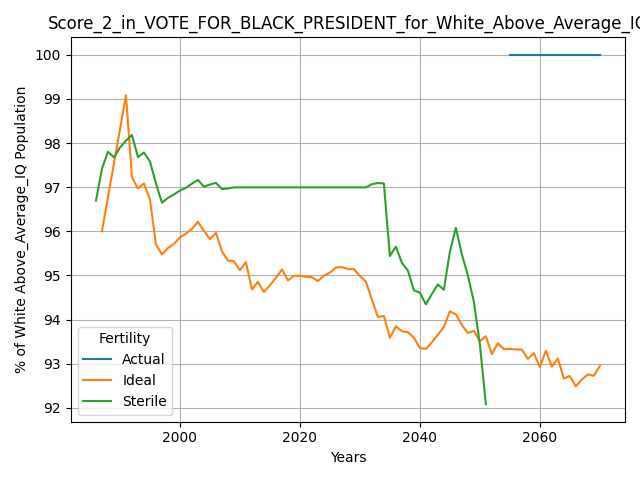 Score_2_in_VOTE_FOR_BLACK_PRESIDENT_for_White_Above_Average_IQ
% of White Above_Average_IQ Population
100
99
98
97
96
95
94
93
92
Fertility
Actual
Ideal
Sterile
2000
2020
2040
2060
Years